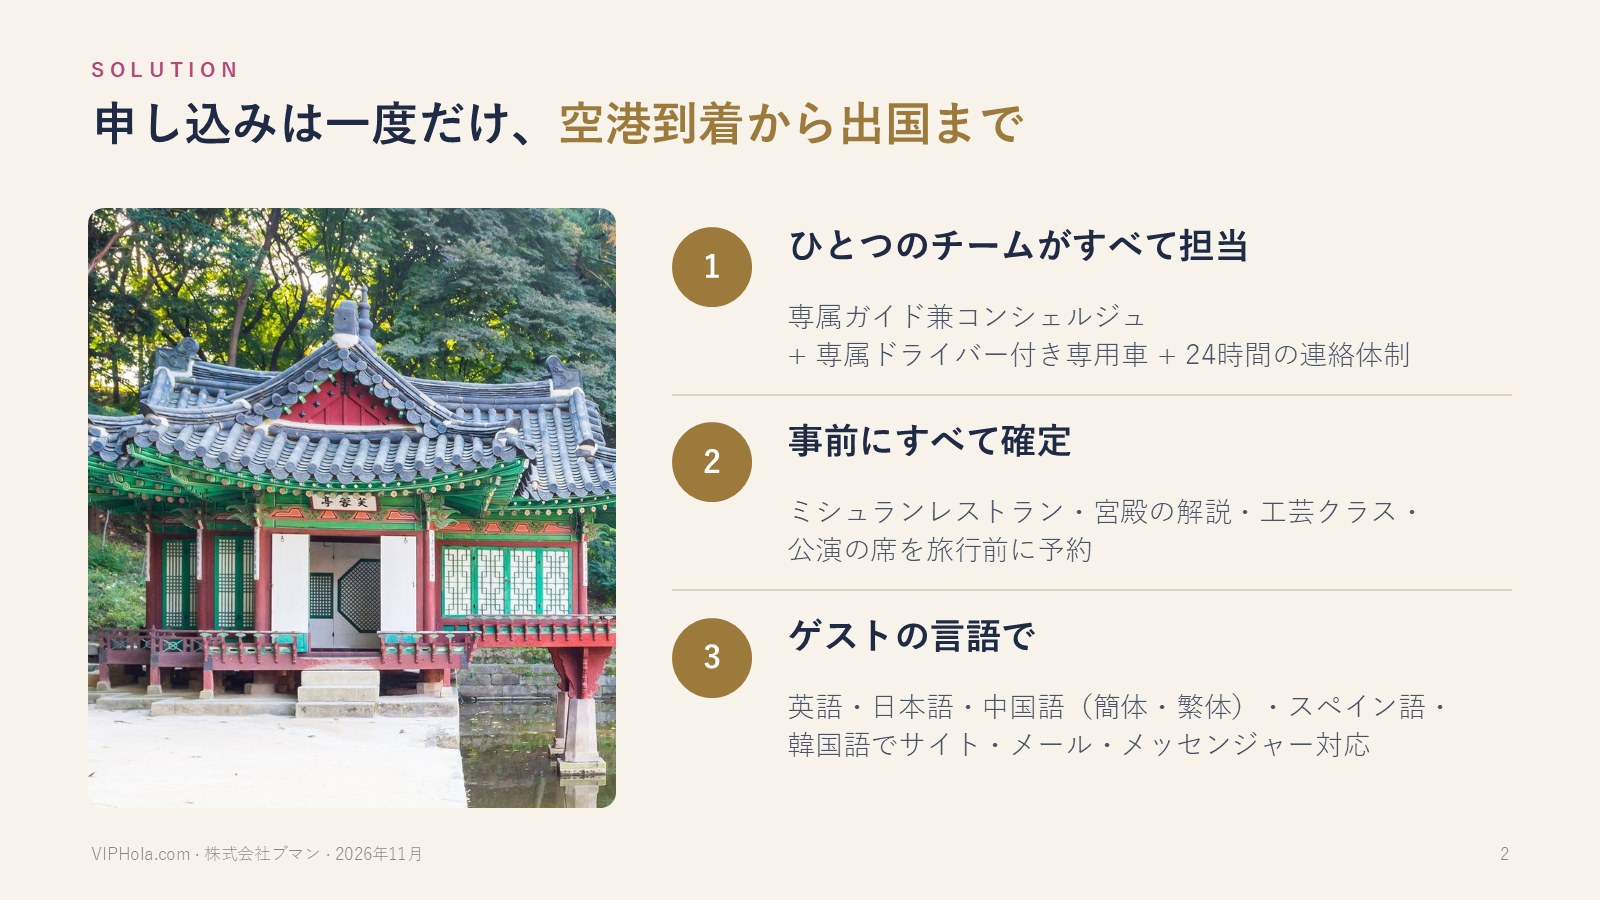 SOLUTION
申し込みは一度だけ、空港到着から出国まで
芙蓉亭
1
ひとつのチームがすべて担当
専属ガイド兼コンシェルジュ
+ 専属ドライバー付き専用車 + 24時間の連絡体制
2
事前にすべて確定
ミシュランレストラン・宮殿の解説・工芸クラス・
公演の席を旅行前に予約
3
ゲストの言語で
英語・日本語・中国語（簡体・繁体）・スペイン語・
韓国語でサイト・メール・メッセンジャー対応
VIPHola.com · 株式会社ブマン · 2026年11月
2